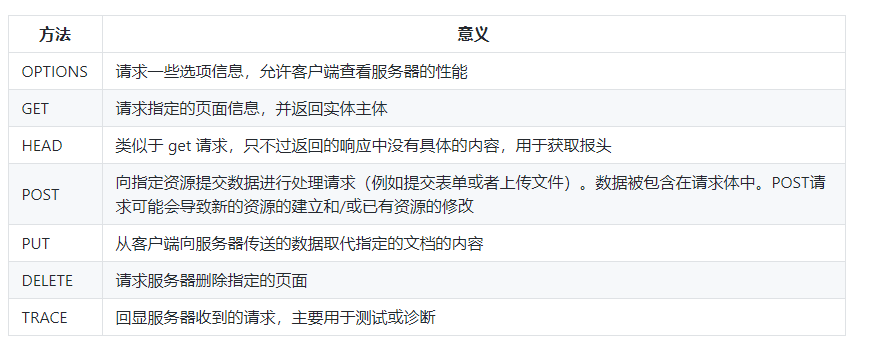 方法 意义
OPTIONS 请求一些选项信息，允许客户端查看服务器的性能
GET 请求指定的页面信息，并返回实体主体
HEAD 类似于 get 请求，只不过返回的响应中没有具体的内容，用于获取报头
POST 向指定资源提交数据进行处理请求（例如提交表单或者上传文件）。数据被包含在请求体中。POST请
求可能会导致新的资源的建立和/或已有资源的修改
PUT 从客户端向服务器传送的数据取代指定的文档的内容
DELETE 请求服务器删除指定的页面
TRACE 回显服务器收到的请求，主要用于测试或诊断